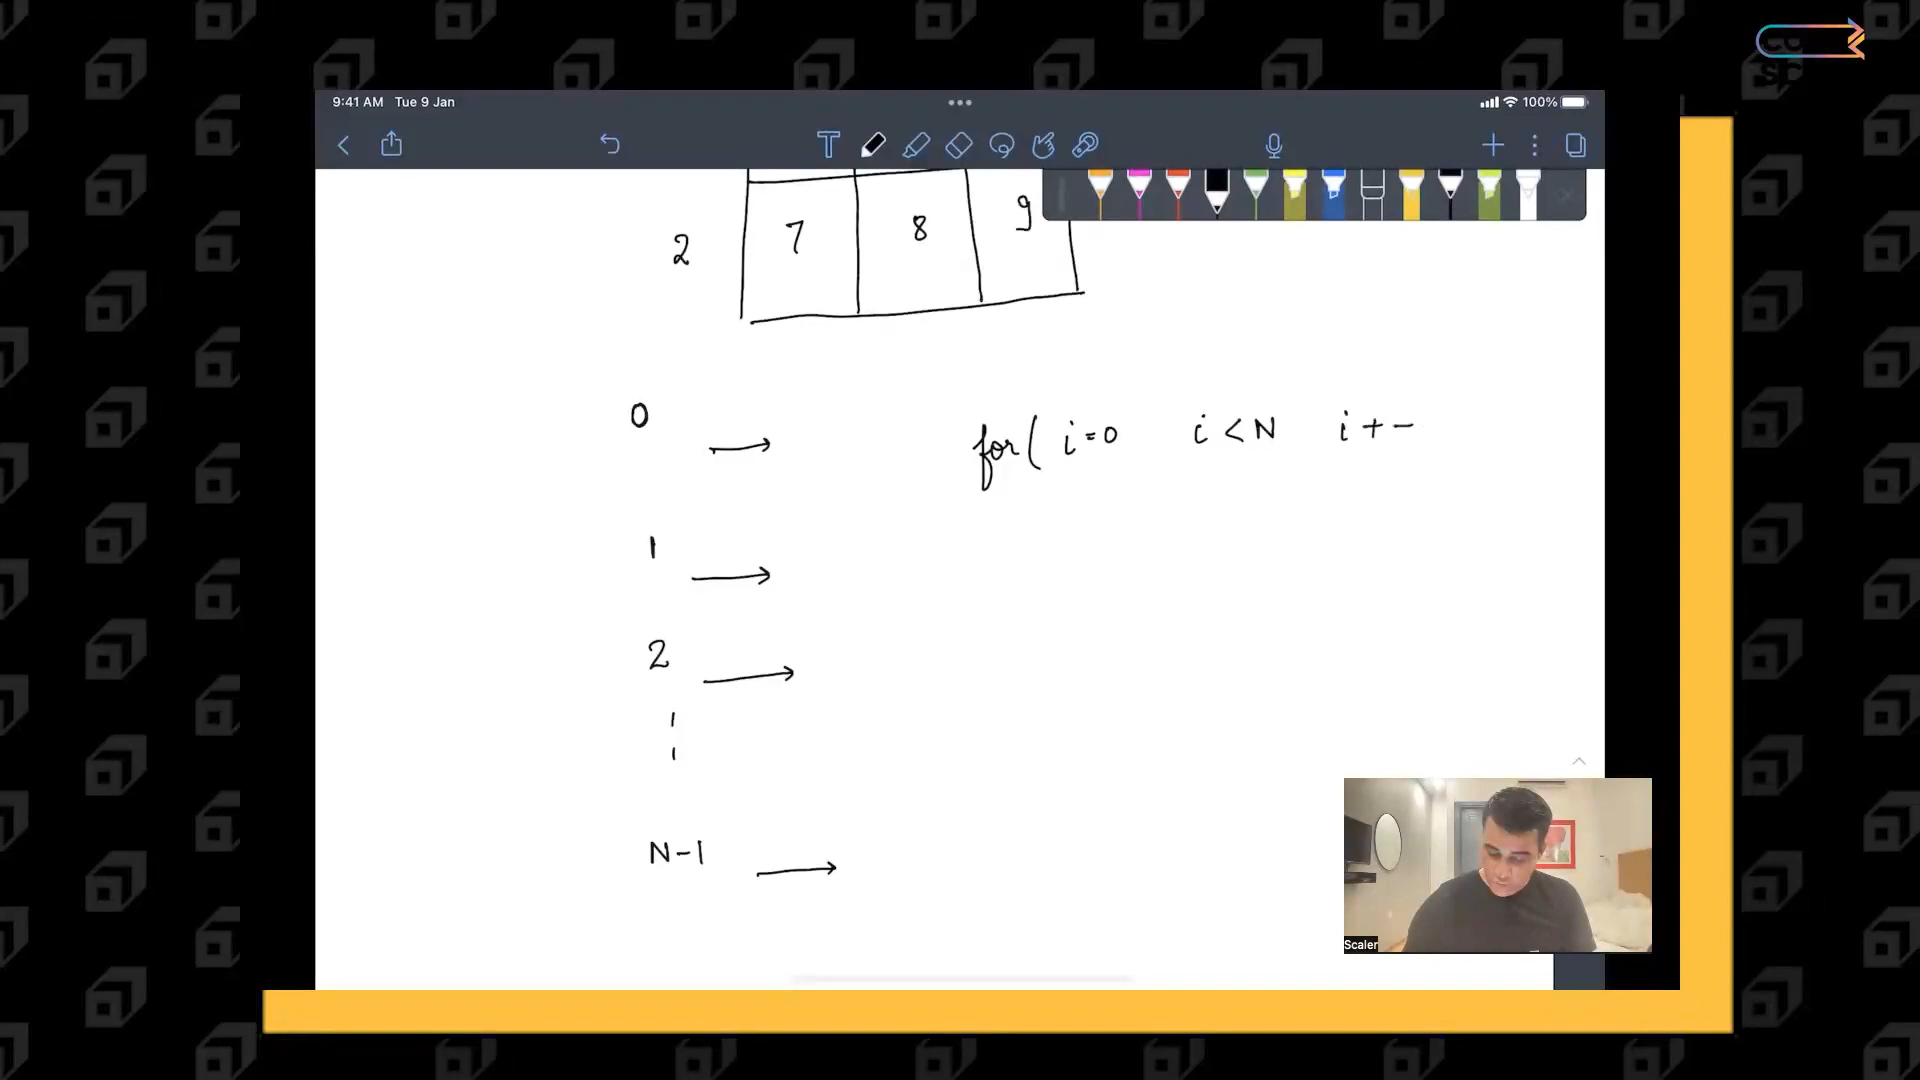 9:41 AM Tue 9 Jan
100%
T
2 7 8 9
0 for( i=0 i<N i+-
1
2
N-1
Scaler